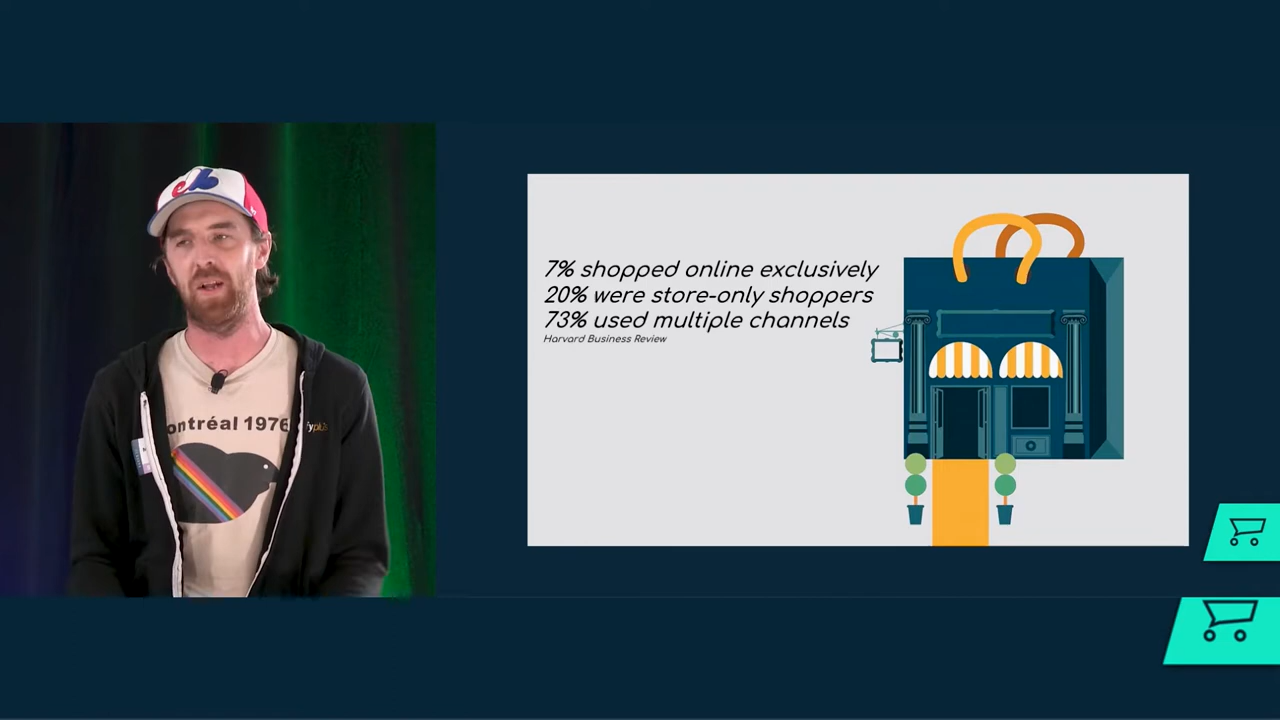 7% shopped online exclusively
20% were store-only shoppers
73% used multiple channels
Harvard Business Review
ontréal 1976